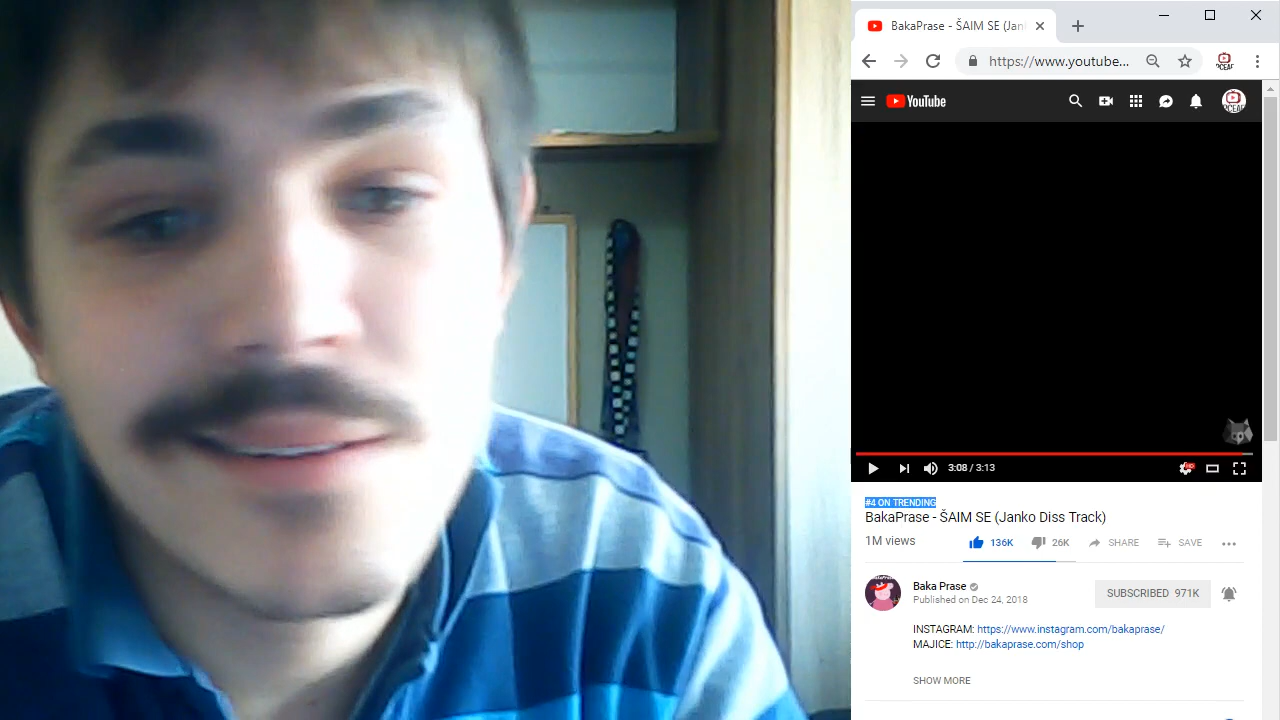 BakaPrase - ŠAIM SE (Jan
https://www.youtube...
YouTube
3:08 / 3:13
#4 ON TRENDING
BakaPrase - ŠAIM SE (Janko Diss Track)
1M views
136K
26K
SHARE
SAVE
Baka Prase
Published on Dec 24, 2018
SUBSCRIBED 971K
INSTAGRAM: https://www.instagram.com/bakaprase/
MAJICE: http://bakaprase.com/shop
SHOW MORE